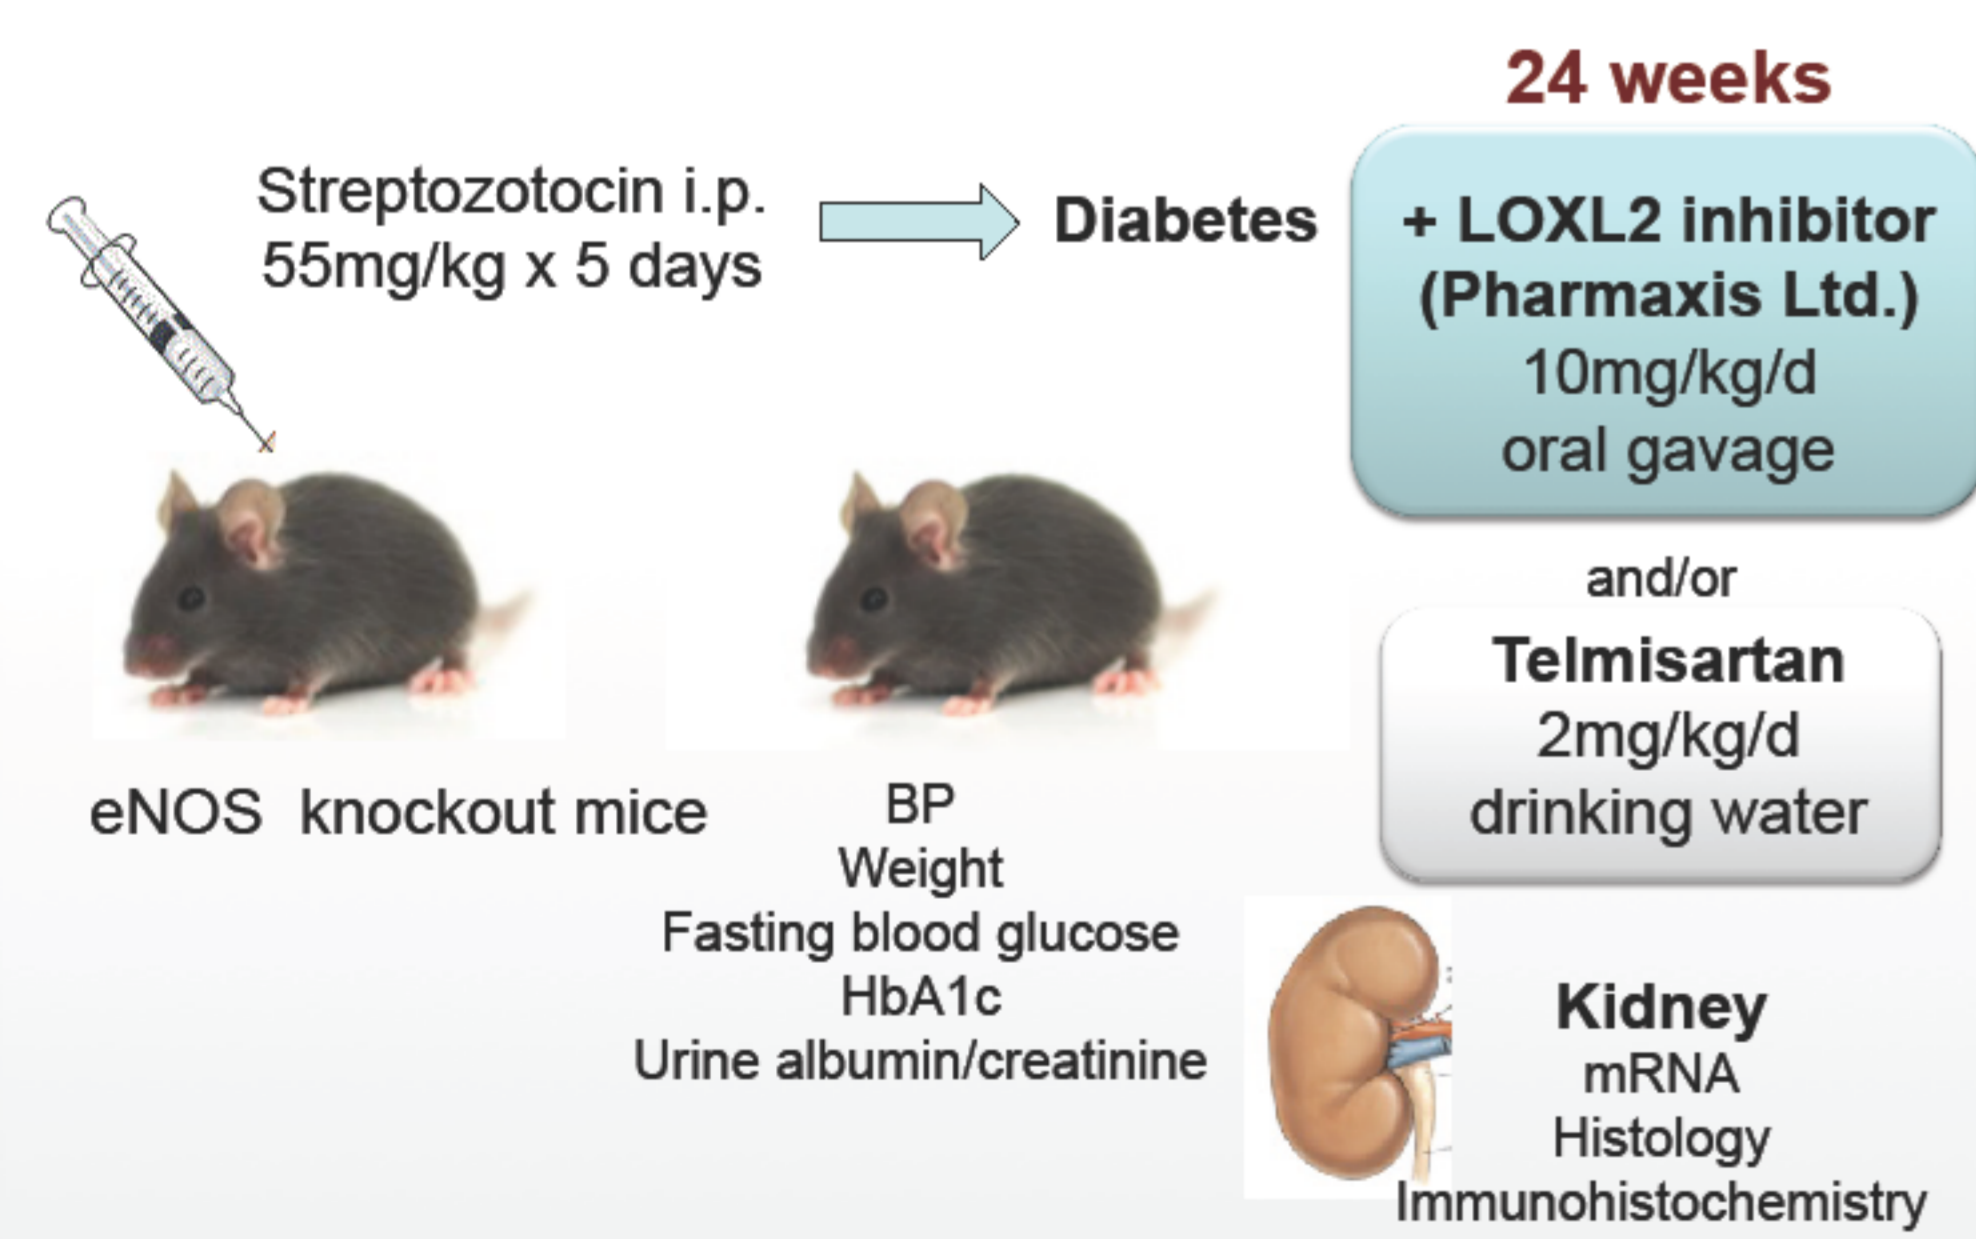 24 weeks
Streptozotocin i.p.
55mg/kg x 5 days
Diabetes
+ LOXL2 inhibitor
(Pharmaxis Ltd.)
10mg/kg/d
oral gavage
and/or
Telmisartan
2mg/kg/d
drinking water
eNOS knockout mice
BP
Weight
Fasting blood glucose
HbA1c
Urine albumin/creatinine
Kidney
mRNA
Histology
Immunohistochemistry